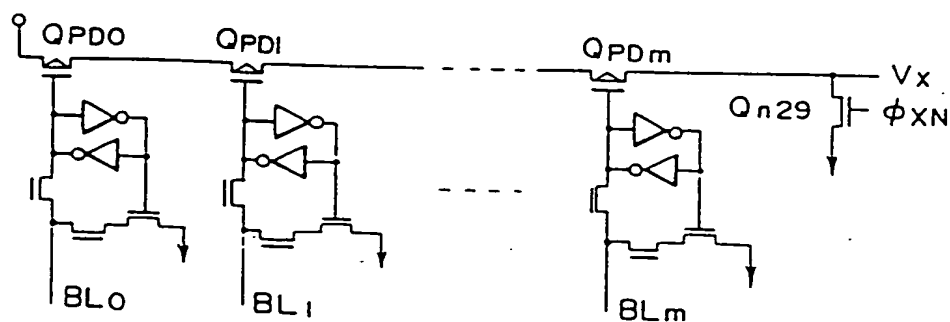 QPD0
QPD1
QPDm
Vx
Qn29
ϕXN
BL0
BL1
BLm